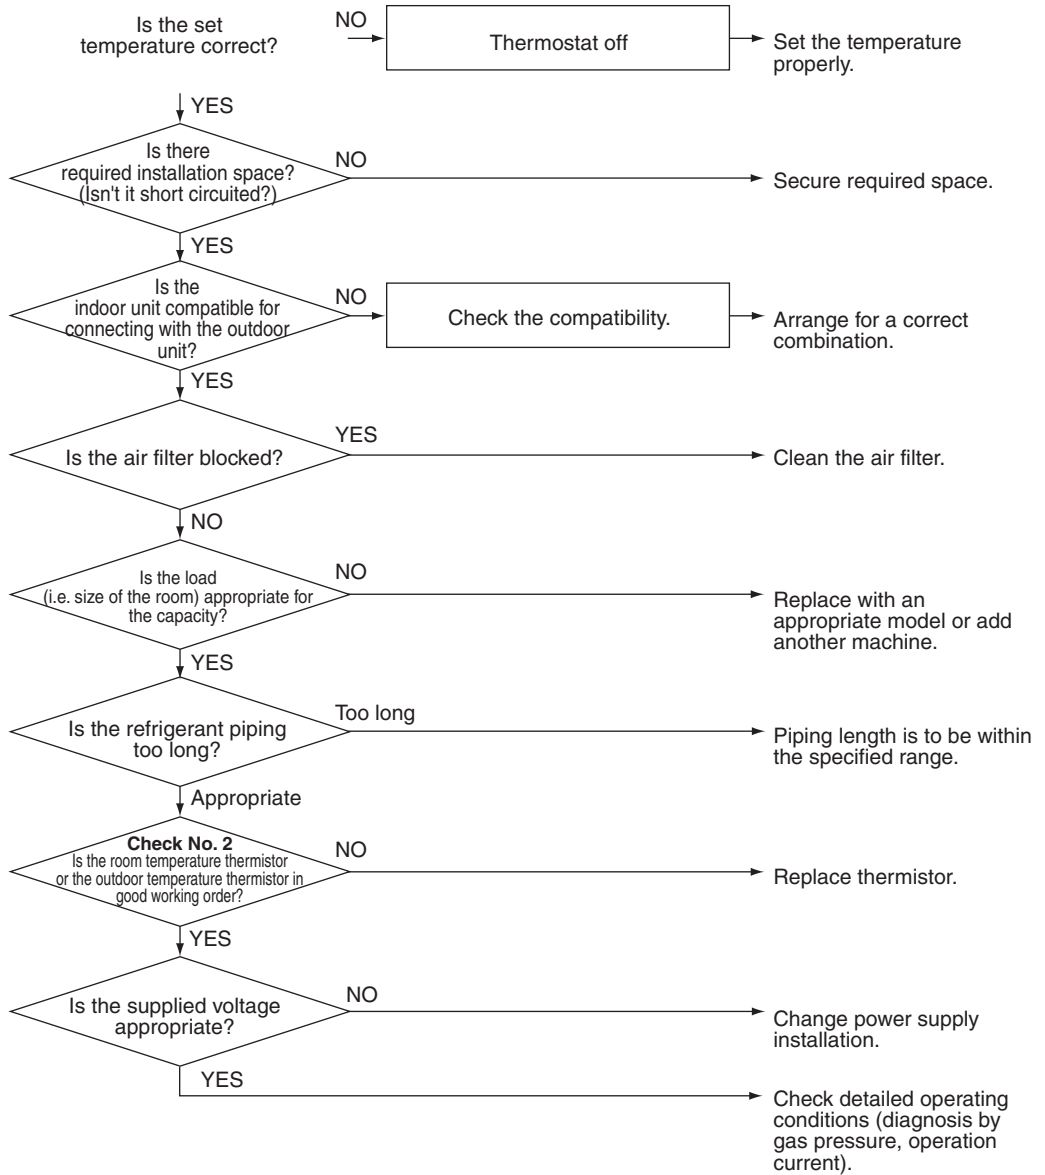 Is the set
temperature correct?
NO
Thermostat off
Set the temperature
properly.
YES
Is there
required installation space?
(Isn't it short circuited?)
NO
Secure required space.
YES
Is the
indoor unit compatible for
connecting with the outdoor
unit?
NO
Check the compatibility.
Arrange for a correct
combination.
YES
Is the air filter blocked?
YES
Clean the air filter.
NO
Is the load
(i.e. size of the room) appropriate for
the capacity?
NO
Replace with an
appropriate model or add
another machine.
YES
Is the refrigerant piping
too long?
Too long
Piping length is to be within
the specified range.
Appropriate
Check No. 2
Is the room temperature thermistor
or the outdoor temperature thermistor in
good working order?
NO
Replace thermistor.
YES
Is the supplied voltage
appropriate?
NO
Change power supply
installation.
YES
Check detailed operating
conditions (diagnosis by
gas pressure, operation
current).